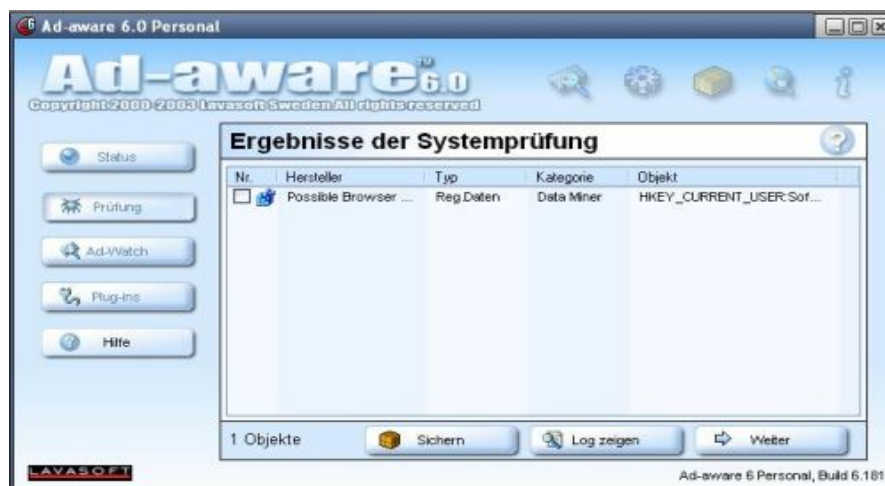 Ad-aware 6.0 Personal
Ad-aware 6.0
Copyright 2000-2003 Lavasoft Sweden. All rights reserved
Status
Prüfung
Ad-Watch
Plug-ins
Hilfe
Ergebnisse der Systemprüfung
Nr. Hersteller Typ Kategorie Objekt
Possible Browser ... Reg.Daten Data Miner HKEY_CURRENT_USER:Sof...
1 Objekte Sichern Log zeigen Weiter
LAVASOFT
Ad-aware 6 Personal, Build 6.181